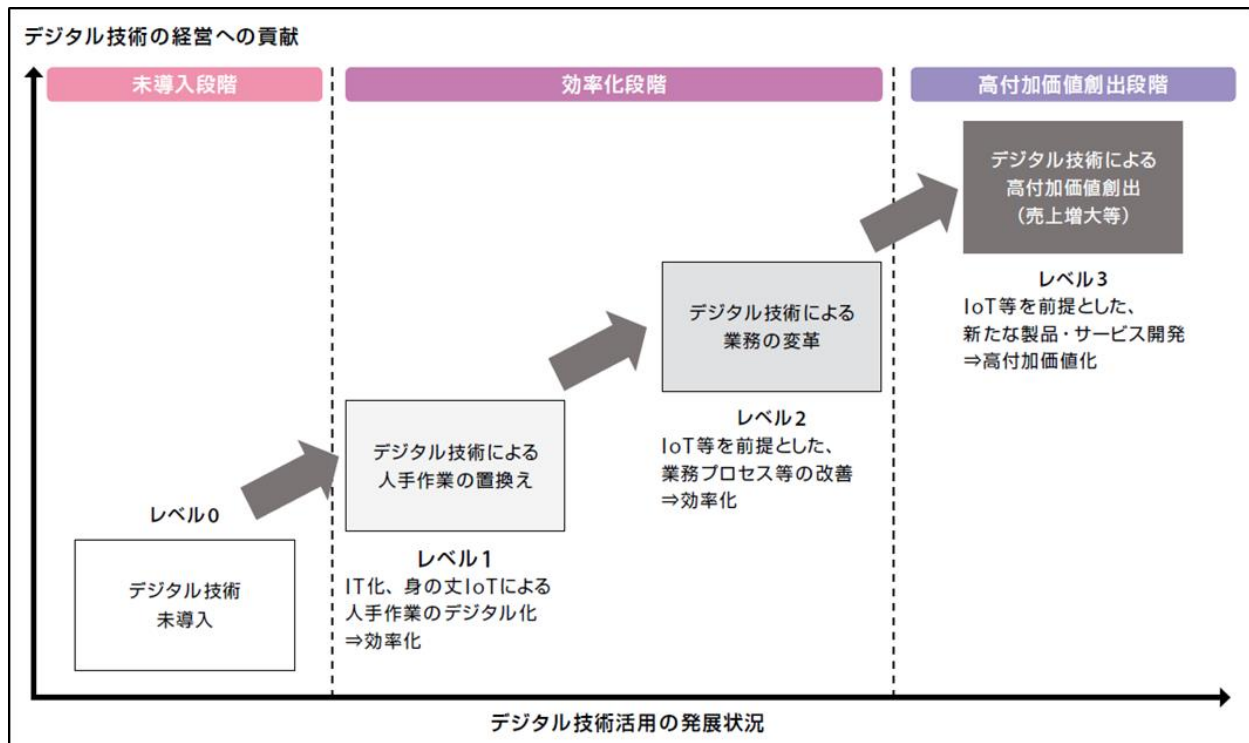 デジタル技術の経営への貢献
未導入段階
効率化段階
高付加価値創出段階
デジタル技術による
高付加価値創出
（売上増大等）
レベル3
IoT等を前提とした、
新たな製品・サービス開発
⇒高付加価値化
デジタル技術による
業務の変革
レベル2
IoT等を前提とした、
業務プロセス等の改善
⇒効率化
デジタル技術による
人手作業の置換え
レベル1
IT化、身の丈IoTによる
人手作業のデジタル化
⇒効率化
レベル0
デジタル技術
未導入
デジタル技術活用の発展状況